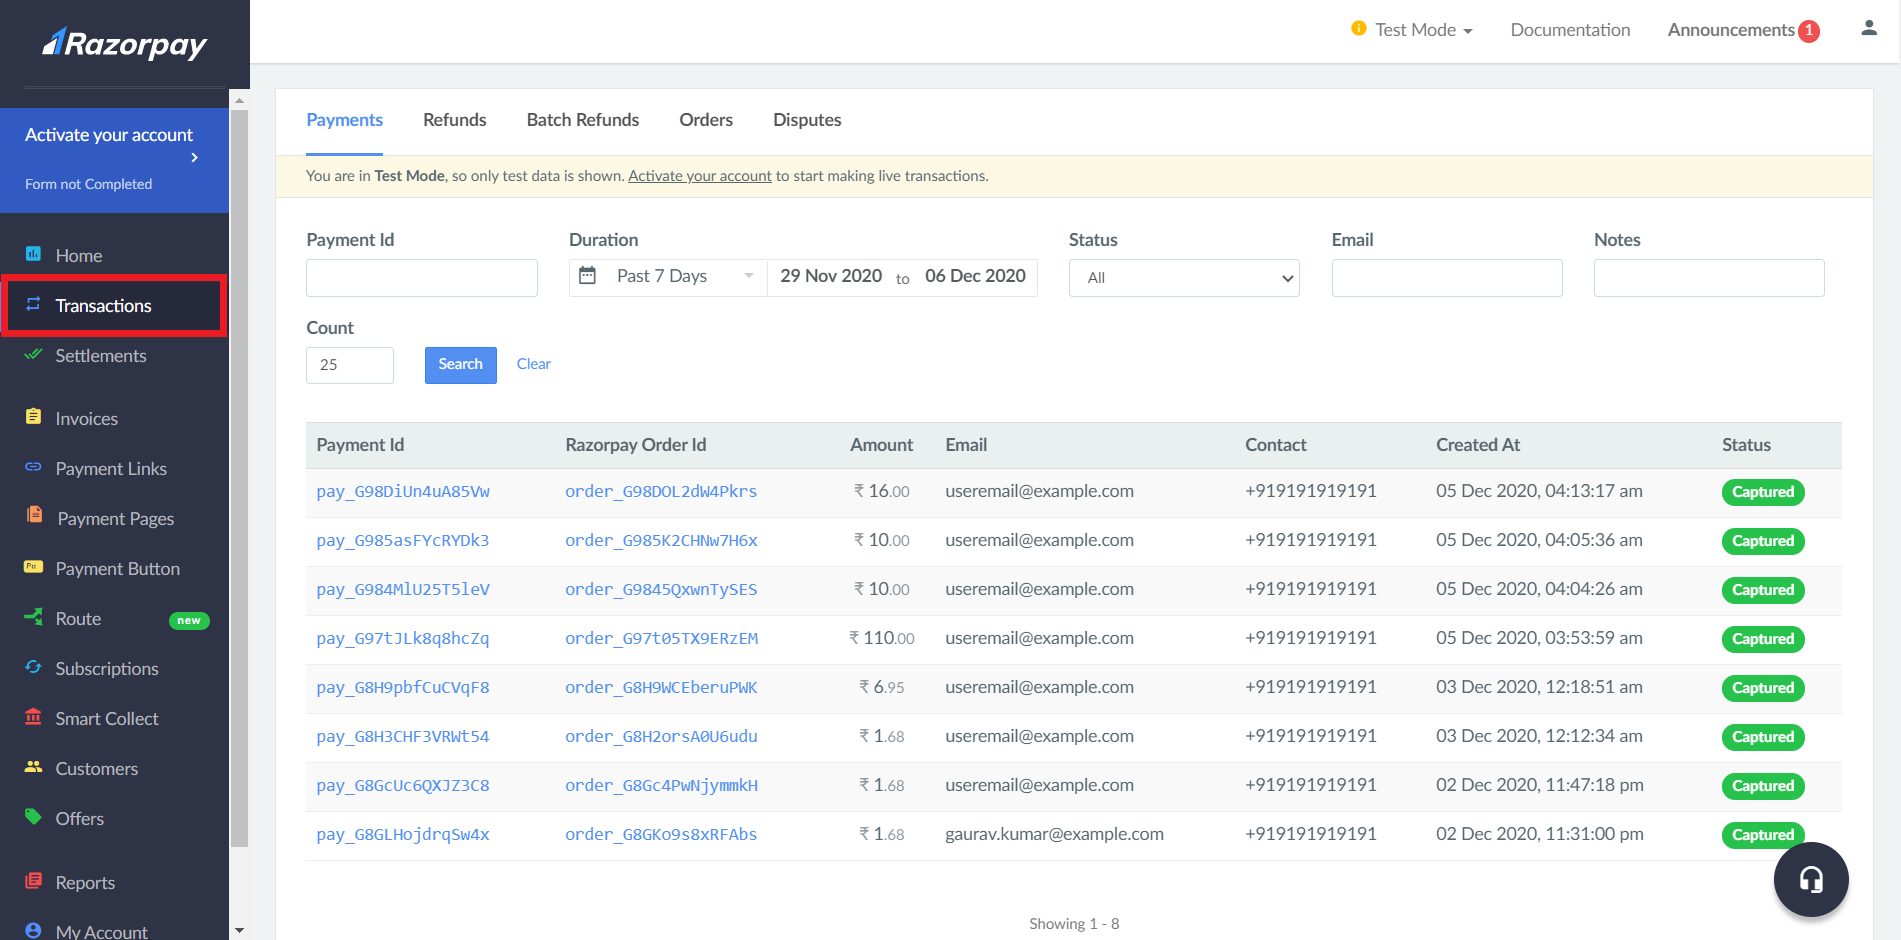 Razorpay
Test Mode
Documentation
Announcements 1
Activate your account
Form not Completed
Home
Transactions
Settlements
Invoices
Payment Links
Payment Pages
Payment Button
Route new
Subscriptions
Smart Collect
Customers
Offers
Reports
My Account
Payments Refunds Batch Refunds Orders Disputes
You are in Test Mode, so only test data is shown. Activate your account to start making live transactions.
Payment Id Duration Status Email Notes
Past 7 Days 29 Nov 2020 to 06 Dec 2020 All
Count
25 Search Clear
Payment Id Razorpay Order Id Amount Email Contact Created At Status
pay_G98DiUn4uA85Vw order_G98DOL2dW4Pkrs ₹ 16.00 useremail@example.com +919191919191 05 Dec 2020, 04:13:17 am Captured
pay_G985asFYcRYDk3 order_G985K2CHNw7H6x ₹ 10.00 useremail@example.com +919191919191 05 Dec 2020, 04:05:36 am Captured
pay_G984MlU25T5leV order_G9845QxwnTySES ₹ 10.00 useremail@example.com +919191919191 05 Dec 2020, 04:04:26 am Captured
pay_G97tJLk8q8hcZq order_G97t05TX9ERzEM ₹ 110.00 useremail@example.com +919191919191 05 Dec 2020, 03:53:59 am Captured
pay_G8H9pbfCuCVqF8 order_G8H9WCEberuPWK ₹ 6.95 useremail@example.com +919191919191 03 Dec 2020, 12:18:51 am Captured
pay_G8H3CHF3VRWt54 order_G8H2orsA0U6udu ₹ 1.68 useremail@example.com +919191919191 03 Dec 2020, 12:12:34 am Captured
pay_G8GcUc6QXJZ3C8 order_G8Gc4PwNjymmkH ₹ 1.68 useremail@example.com +919191919191 02 Dec 2020, 11:47:18 pm Captured
pay_G8GLHojdrqSw4x order_G8GKo9s8xRFAbs ₹ 1.68 gaurav.kumar@example.com +919191919191 02 Dec 2020, 11:31:00 pm Captured
Showing 1 - 8